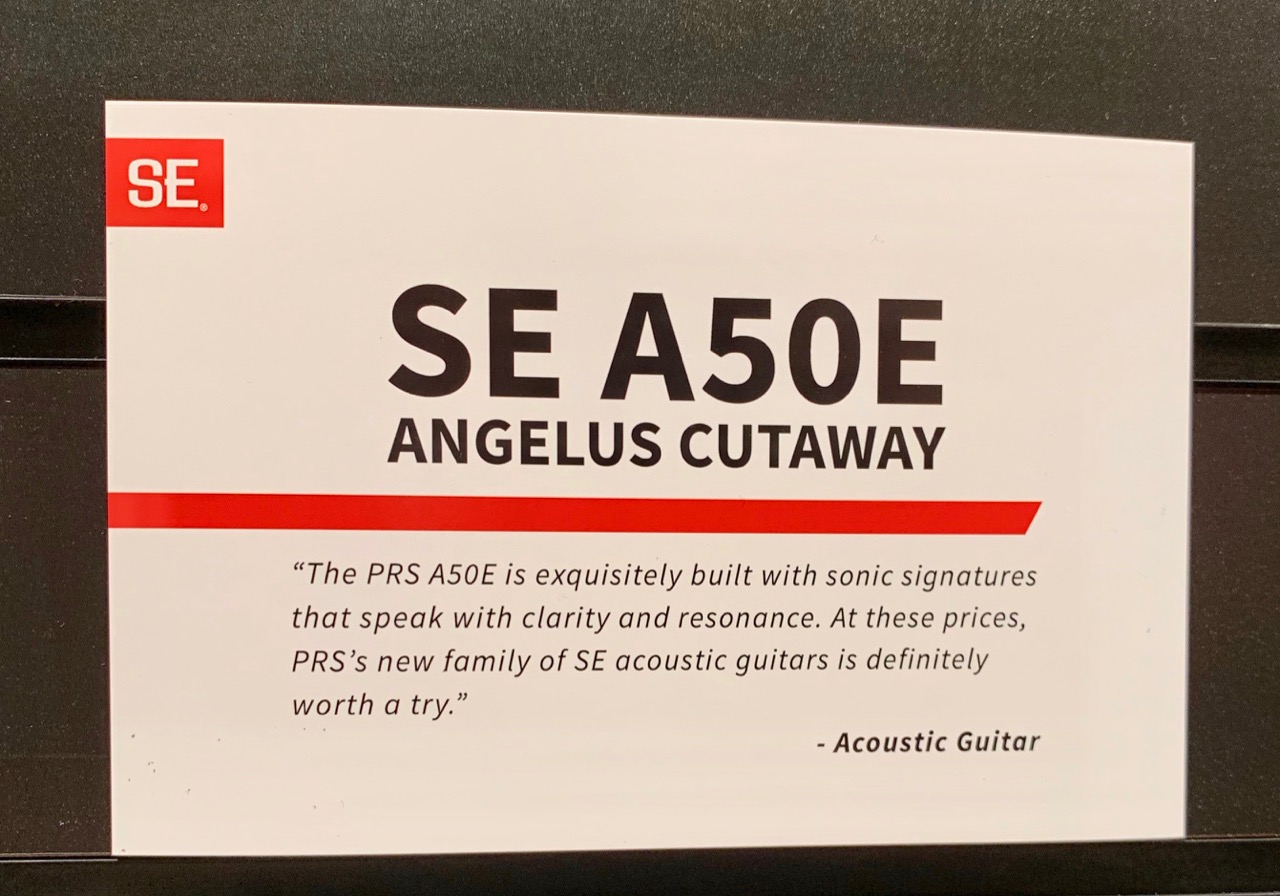 SE®
SE A50E
ANGELUS CUTAWAY
“The PRS A50E is exquisitely built with sonic signatures
that speak with clarity and resonance. At these prices,
PRS’s new family of SE acoustic guitars is definitely
worth a try.”
- Acoustic Guitar